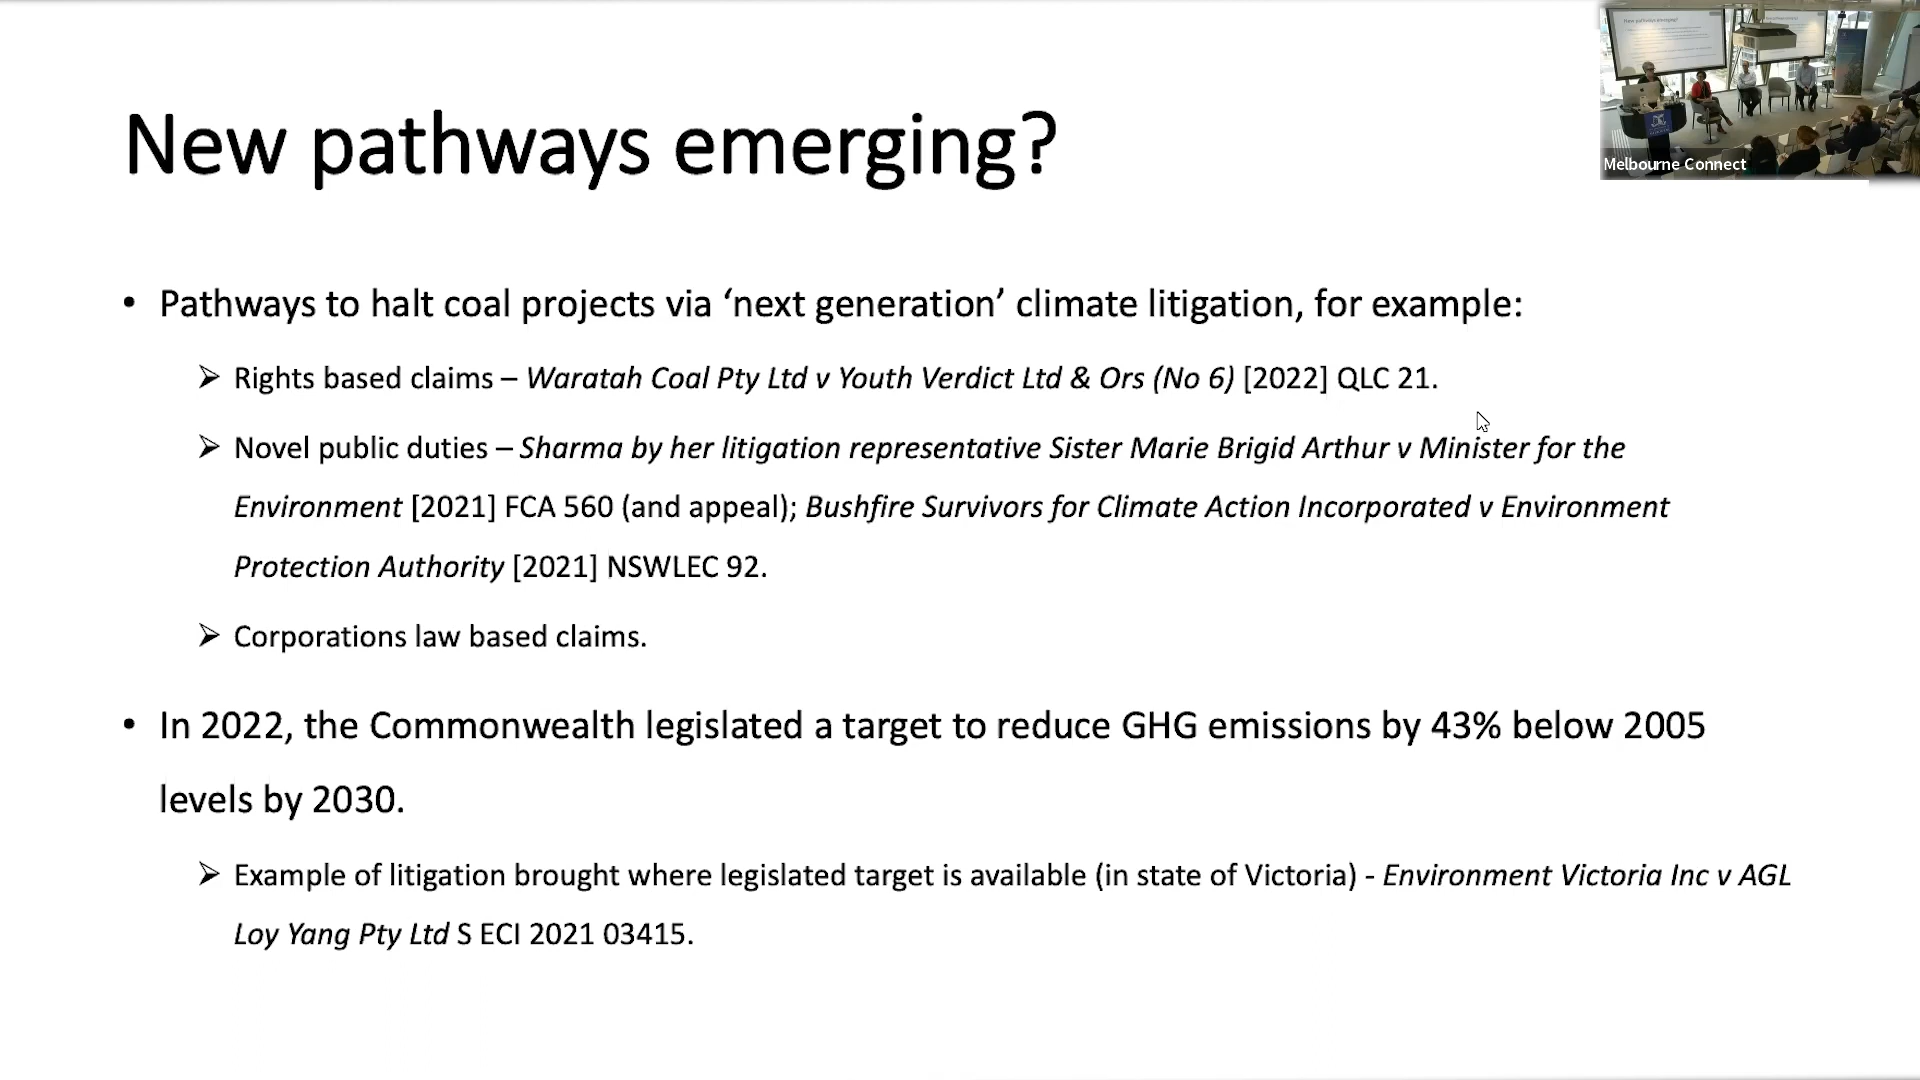 New pathways emerging?
Melbourne Connect
• Pathways to halt coal projects via ‘next generation’ climate litigation, for example:
➢ Rights based claims – Waratah Coal Pty Ltd v Youth Verdict Ltd & Ors (No 6) [2022] QLC 21.
➢ Novel public duties – Sharma by her litigation representative Sister Marie Brigid Arthur v Minister for the
Environment [2021] FCA 560 (and appeal); Bushfire Survivors for Climate Action Incorporated v Environment
Protection Authority [2021] NSWLEC 92.
➢ Corporations law based claims.
• In 2022, the Commonwealth legislated a target to reduce GHG emissions by 43% below 2005
levels by 2030.
➢ Example of litigation brought where legislated target is available (in state of Victoria) - Environment Victoria Inc v AGL
Loy Yang Pty Ltd S ECI 2021 03415.